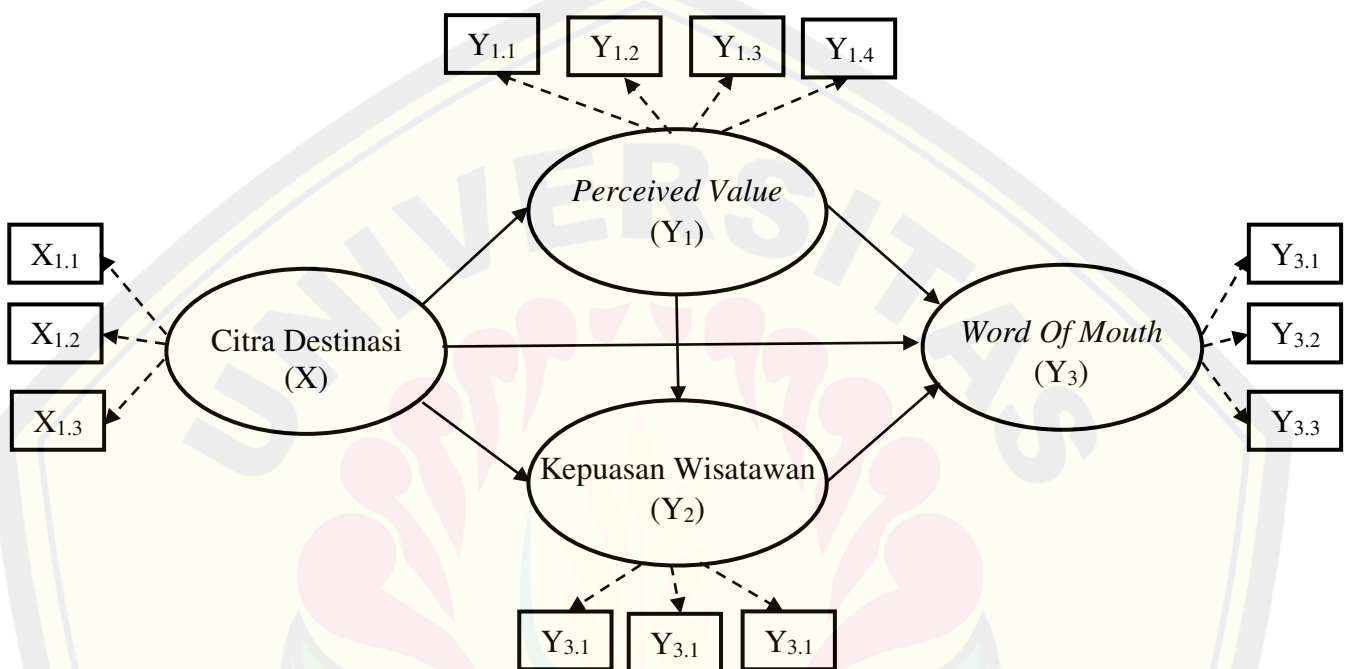 Y1.1 Y1.2 Y1.3 Y1.4
UNIVERSITAS
Perceived Value
(Y1)
X1.1
X1.2
X1.3
Citra Destinasi
(X)
Word Of Mouth
(Y3)
Y3.1
Y3.2
Y3.3
Kepuasan Wisatawan
(Y2)
Y3.1 Y3.1 Y3.1